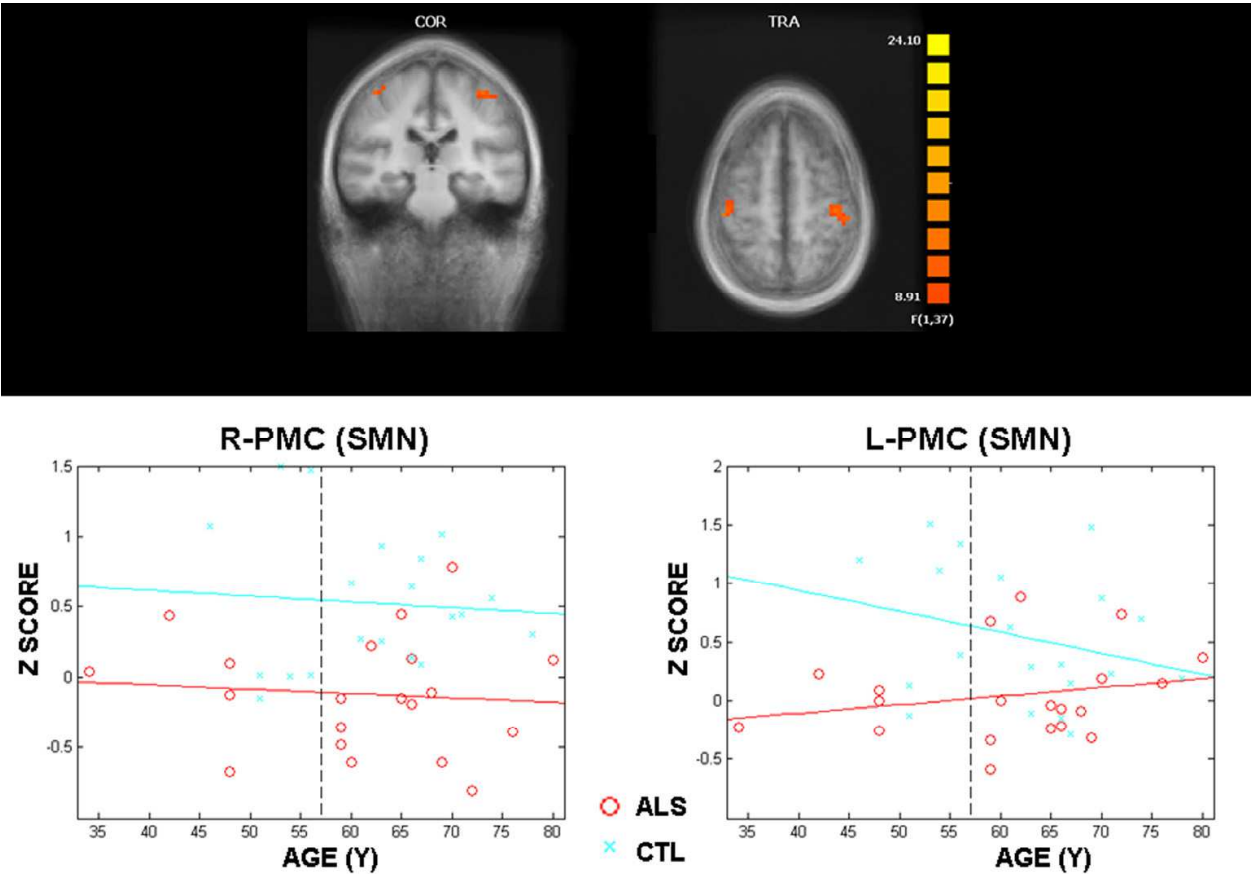 COR
TRA
24.10
8.91
F(1,37)
R-PMC (SMN)
L-PMC (SMN)
Z SCORE
1.5
1
0.5
0
-0.5
35 40 45 50 55 60 65 70 75 80
AGE (Y)
Z SCORE
2
1.5
1
0.5
0
-0.5
35 40 45 50 55 60 65 70 75 80
AGE (Y)
ALS
CTL